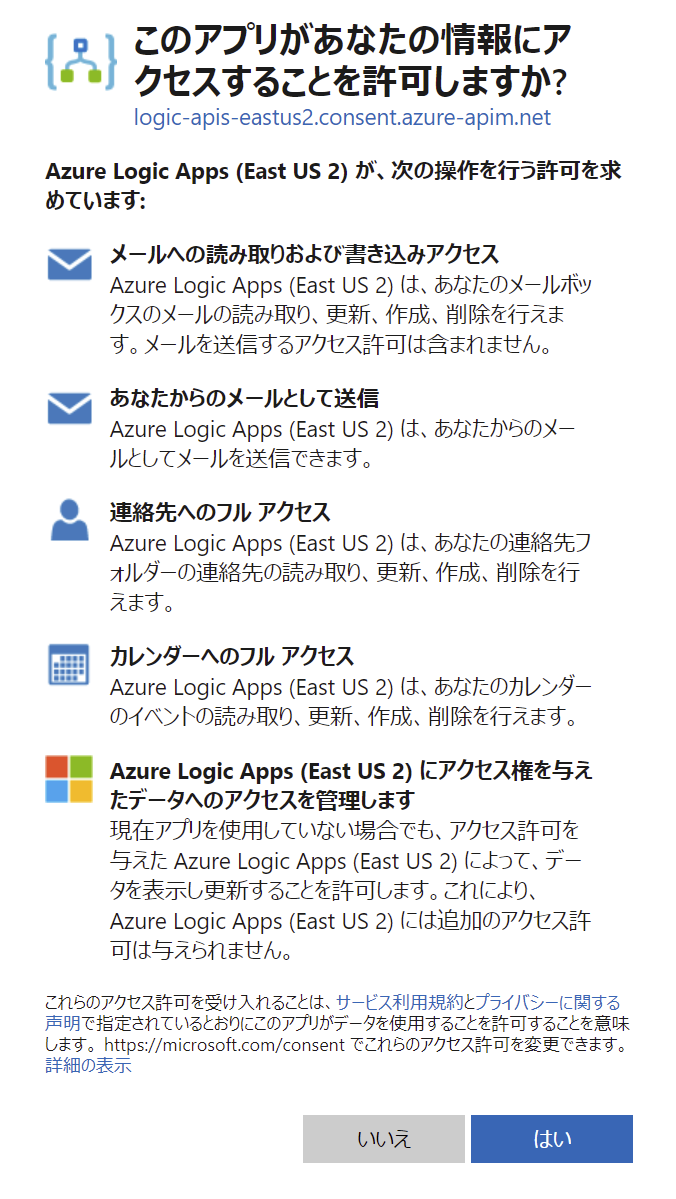 このアプリがあなたの情報にア
クセスすることを許可しますか?
logic-apis-eastus2.consent.azure-apim.net
Azure Logic Apps (East US 2) が、次の操作を行う許可を求
めています:
メールへの読み取りおよび書き込みアクセス
Azure Logic Apps (East US 2) は、あなたのメールボッ
クスのメールの読み取り、更新、作成、削除を行えま
す。メールを送信するアクセス許可は含まれません。
あなたからのメールとして送信
Azure Logic Apps (East US 2) は、あなたからのメー
ルとしてメールを送信できます。
連絡先へのフル アクセス
Azure Logic Apps (East US 2) は、あなたの連絡先フ
ォルダーの連絡先の読み取り、更新、作成、削除を行
えます。
カレンダーへのフル アクセス
Azure Logic Apps (East US 2) は、あなたのカレンダー
のイベントの読み取り、更新、作成、削除を行えます。
Azure Logic Apps (East US 2) にアクセス権を与え
たデータへのアクセスを管理します
現在アプリを使用していない場合でも、アクセス許可を
与えた Azure Logic Apps (East US 2) によって、デー
タを表示し更新することを許可します。これにより、
Azure Logic Apps (East US 2) には追加のアクセス許
可は与えられません。
これらのアクセス許可を受け入れることは、サービス利用規約とプライバシーに関する
声明で指定されているとおりにこのアプリがデータを使用することを許可することを意味
します。 https://microsoft.com/consent でこれらのアクセス許可を変更できます。
詳細の表示
いいえ
はい